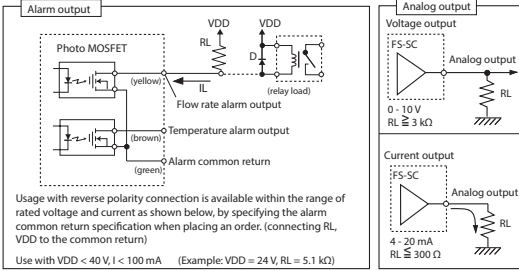 Alarm output
VDD VDD
Photo MOSFET
RL
D
(yellow)
IL
(relay load)
Flow rate alarm output
(brown)
Temperature alarm output
(green)
Alarm common return
Usage with reverse polarity connection is available within the range of
rated voltage and current as shown below, by specifying the alarm
common return specification when placing an order. (connecting RL,
VDD to the common return)
Use with VDD < 40 V, I < 100 mA (Example: VDD = 24 V, RL = 5.1 kΩ)
Analog output
Voltage output
FS-SC
Analog output
RL
0 - 10 V
RL ≧ 3 kΩ
Current output
FS-SC
Analog output
RL
4 - 20 mA
RL ≦ 300 Ω